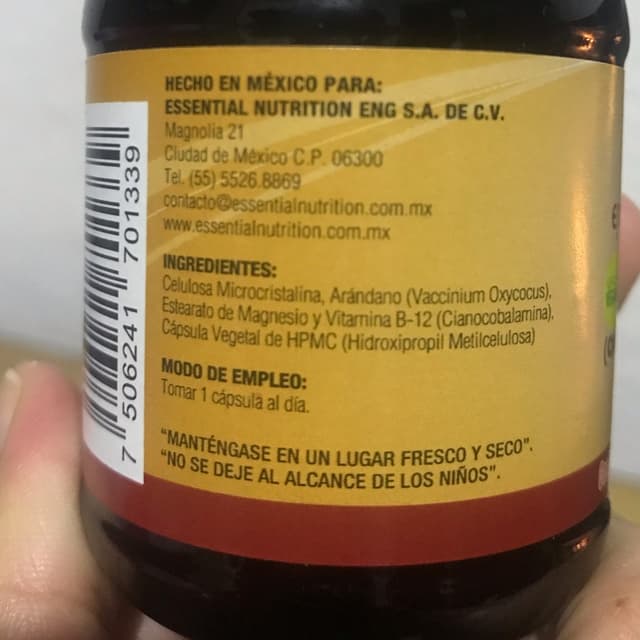 HECHO EN MÉXICO PARA:
ESSENTIAL NUTRITION ENG S.A. DE C.V.
Magnolia 21
Ciudad de México C.P. 06300
Tel. (55) 5526 8869
contacto@essentialnutrition.com.mx
www.essentialnutrition.com.mx
INGREDIENTES:
Celulosa Microcristalina, Arándano (Vaccinium Oxycocus),
Estearato de Magnesio y Vitamina B-12 (Cianocobalamina),
Cápsula Vegetal de HPMC (Hidroxipropil Metilcelulosa)
MODO DE EMPLEO:
Tomar 1 cápsula al día.
"MANTÉNGASE EN UN LUGAR FRESCO Y SECO".
"NO SE DEJE AL ALCANCE DE LOS NIÑOS".
7 506241 701339